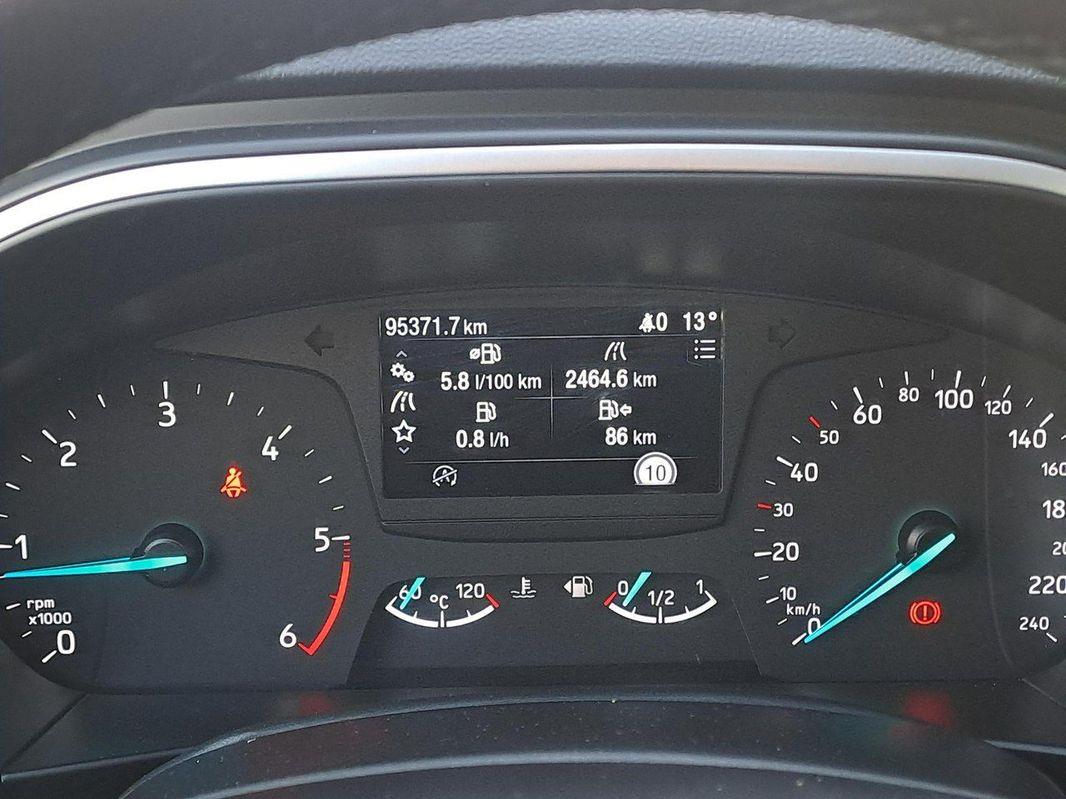 95371.7 km 0 13°
5.8 l/100 km 2464.6 km
0.8 l/h 86 km
A 10
0 1 2 3 4 5 6
rpm
x1000
60 °C 120
0 1/2 1
0 10 20 30 40 50 60 80 100 120 140 160 18 20 220 240
km/h